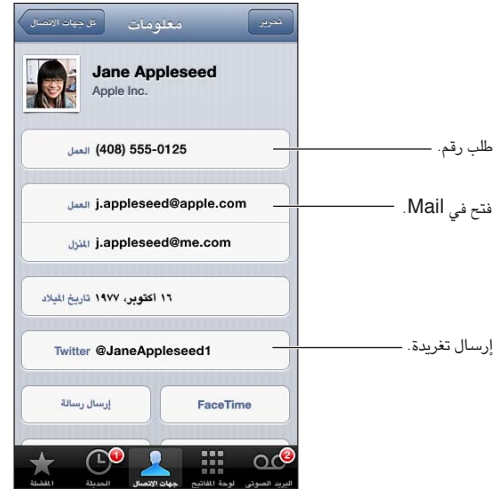 كل جهات الاتصال
معلومات
تحرير
Jane Appleseed
Apple Inc.
العمل (408) 555-0125
طلب رقم.
العمل j.appleseed@apple.com
فتح في Mail.
المنزل j.appleseed@me.com
١٦ أكتوبر، ١٩٧٧ تاريخ الميلاد
Twitter @JaneAppleseed1
إرسال تغريدة.
إرسال رسالة
FaceTime
المفضلة
1
الحديثة
جهات الاتصال
لوحة المفاتيح
2
البريد الصوتي